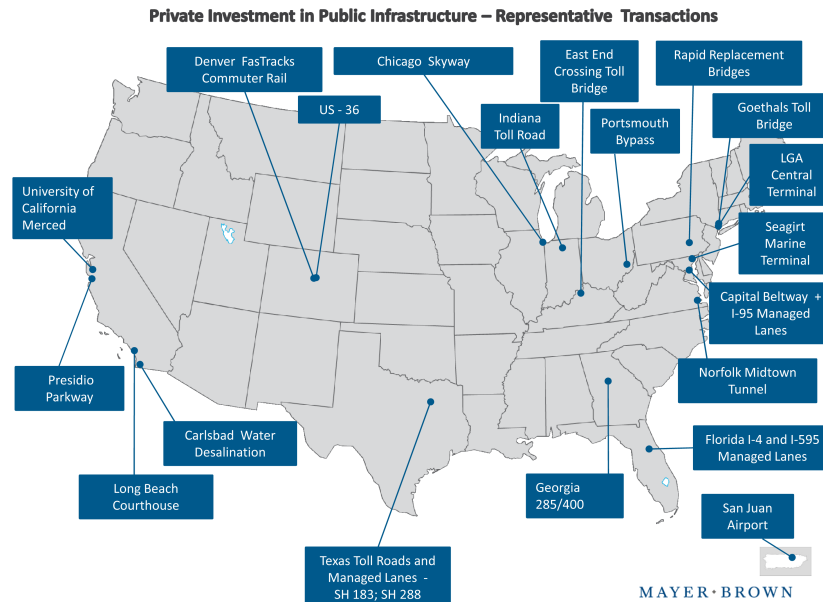 Private Investment in Public Infrastructure – Representative Transactions
Denver FasTracks
Commuter Rail
Chicago Skyway
East End
Crossing Toll
Bridge
Rapid Replacement
Bridges
US - 36
Indiana
Toll Road
Portsmouth
Bypass
Goethals Toll
Bridge
LGA
Central
Terminal
University of
California
Merced
Seagirt
Marine
Terminal
Capital Beltway +
I-95 Managed
Lanes
Presidio
Parkway
Norfolk Midtown
Tunnel
Carlsbad Water
Desalination
Florida I-4 and I-595
Managed Lanes
Long Beach
Courthouse
Georgia
285/400
San Juan
Airport
Texas Toll Roads and
Managed Lanes -
SH 183; SH 288
MAYER·BROWN